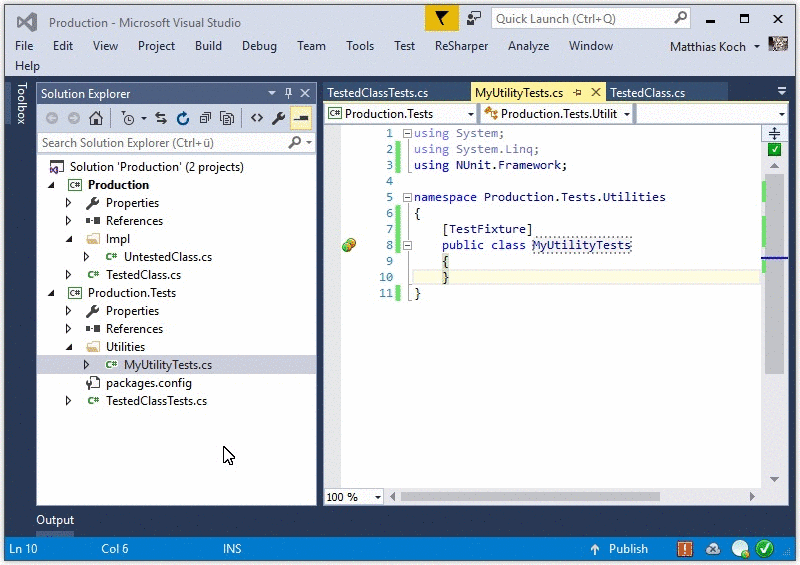 Production - Microsoft Visual Studio
Quick Launch (Ctrl+Q)
File Edit View Project Build Debug Team Tools Test ReSharper Analyze Window Matthias Koch
Help
Toolbox
Solution Explorer
Search Solution Explorer (Ctrl+ü)
Solution 'Production' (2 projects)
C# Production
Properties
References
Impl
C# UntestedClass.cs
C# TestedClass.cs
C# Production.Tests
Properties
References
Utilities
C# MyUtilityTests.cs
packages.config
C# TestedClassTests.cs
TestedClassTests.cs MyUtilityTests.cs TestedClass.cs
C# Production.Tests Production.Tests.Utilit
1 using System;
2 using System.Linq;
3 using NUnit.Framework;
4
5 namespace Production.Tests.Utilities
6 {
7 [TestFixture]
8 public class MyUtilityTests
9 {
10 }
11 }
100 %
Output
Ln 10 Col 6 INS Publish